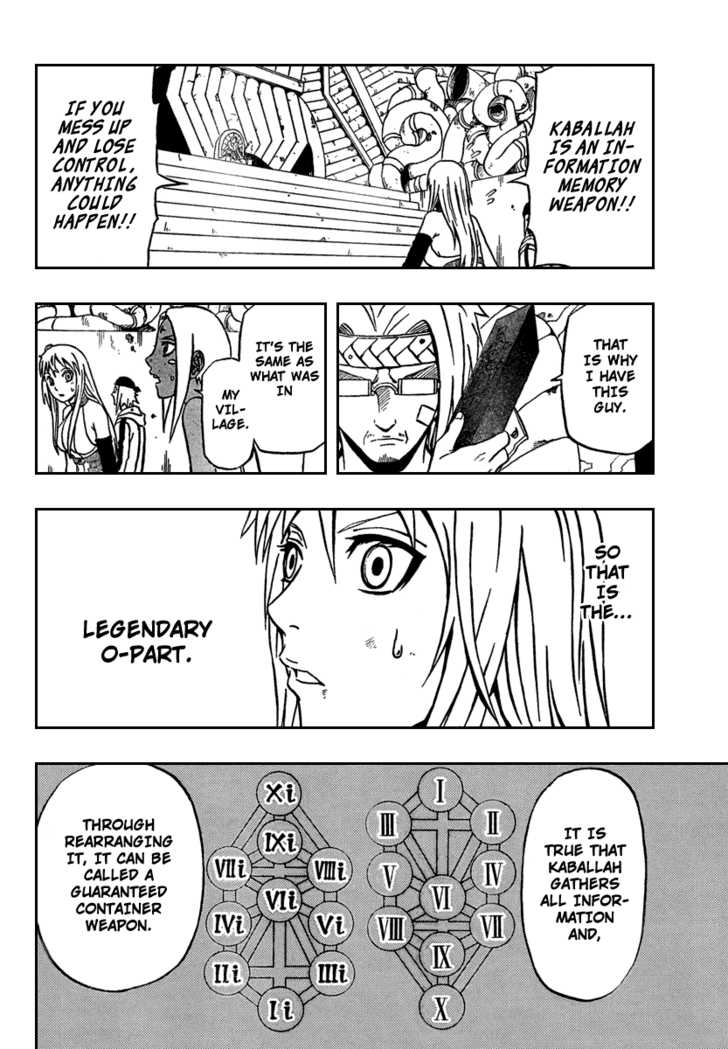 KABALLAH
IS AN IN-
FORMATION
MEMORY
WEAPON!!
IF YOU
MESS UP
AND LOSE
CONTROL,
ANYTHING
COULD
HAPPEN!!
THAT
IS WHY
I HAVE
THIS
GUY.
IT'S THE
SAME AS
WHAT WAS
IN
MY
VIL-
LAGE.
SO
THAT
IS
THE...
LEGENDARY
O-PART.
IT IS
TRUE THAT
KABALLAH
GATHERS
ALL INFOR-
MATION
AND,
I
III II
V IV
VI
VIII VII
IX
X
Xi
IXi
VIIi VIIIi
VIi
IVi Vi
IIi IIIi
Ii
THROUGH
REARRANGING
IT, IT CAN BE
CALLED A
GUARANTEED
CONTAINER
WEAPON.